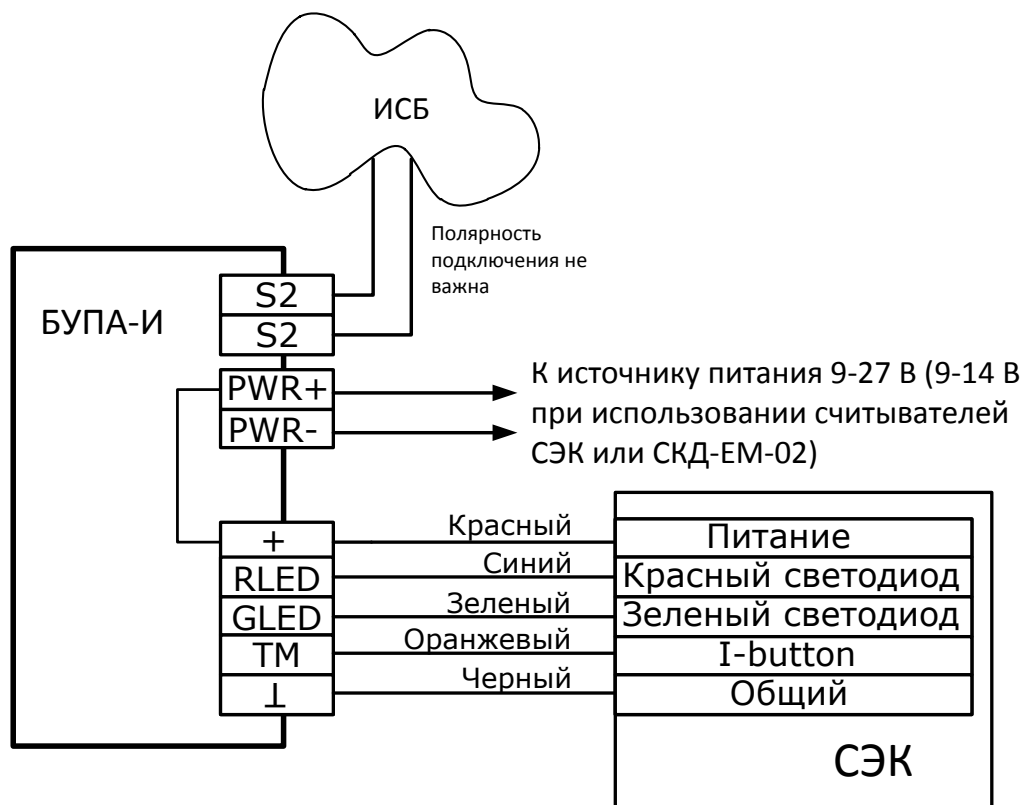 ИСБ
Полярность
подключения не
важна
БУПА-И
S2
S2
PWR+
PWR-
К источнику питания 9-27 В (9-14 В
при использовании считывателей
СЭК или СКД-ЕМ-02)
+
RLED
GLED
TM
⊥
Красный
Синий
Зеленый
Оранжевый
Черный
Питание
Красный светодиод
Зеленый светодиод
I-button
Общий
СЭК